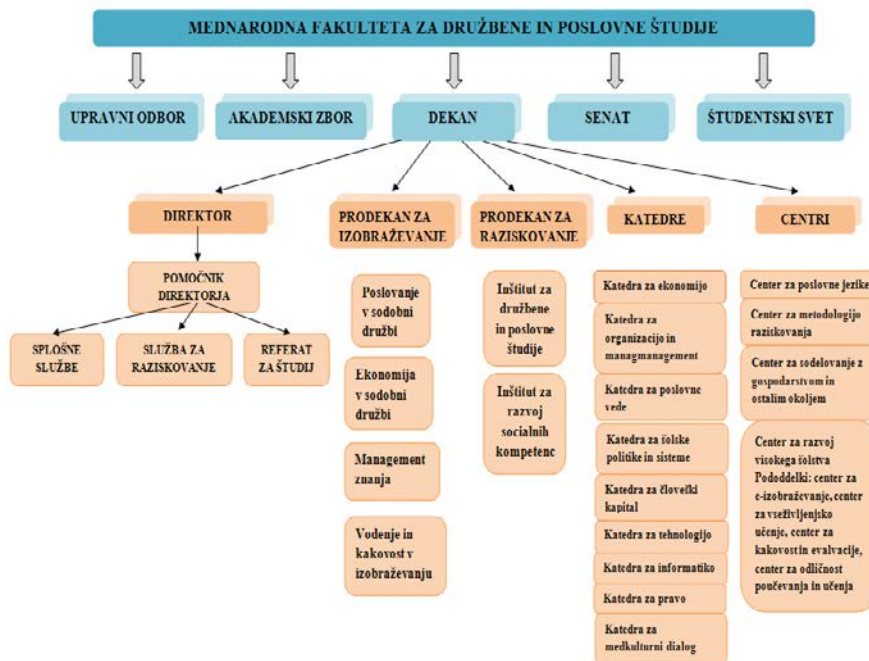 MEDNARODNA FAKULTETA ZA DRUŽBENE IN POSLOVNE ŠTUDIJE
UPRAVNI ODBOR
AKADEMSKI ZBOR
DEKAN
SENAT
ŠTUDENTSKI SVET
DIREKTOR
PRODEKAN ZA
IZOBRAŽEVANJE
PRODEKAN ZA
RAZISKOVANJE
KATEDRE
CENTRI
POMOČNIK
DIREKTORJA
SPLOŠNE
SLUŽBE
SLUŽBA ZA
RAZISKOVANJE
REFERAT
ZA ŠTUDIJ
Poslovanje
v sodobni
družbi
Ekonomija
v sodobni
družbi
Management
znanja
Vodenje in
kakovost v
izobraževanju
Inštitut za
družbene
in poslovne
študije
Inštitut za
razvoj
socialnih
kompetenc
Katedra za ekonomijo
Katedra za
organizacijo in
managmanagement
Katedra za poslovne
vede
Katedra za šolske
politike in sisteme
Katedra za človeški
kapital
Katedra za tehnologijo
Katedra za informatiko
Katedra za pravo
Katedra za
medkulturni dialog
Center za poslovne jezike
Center za metodologijo
raziskovanja
Center za sodelovanje z
gospodarstvom in
ostalim okoljem
Center za razvoj
visokega šolstva
Pododdelki: center za
e-izobraževanje, center
za vseživljenjsko
učenje, center za
kakovost in evalvacije,
center za odličnost
poučevanja in učenja